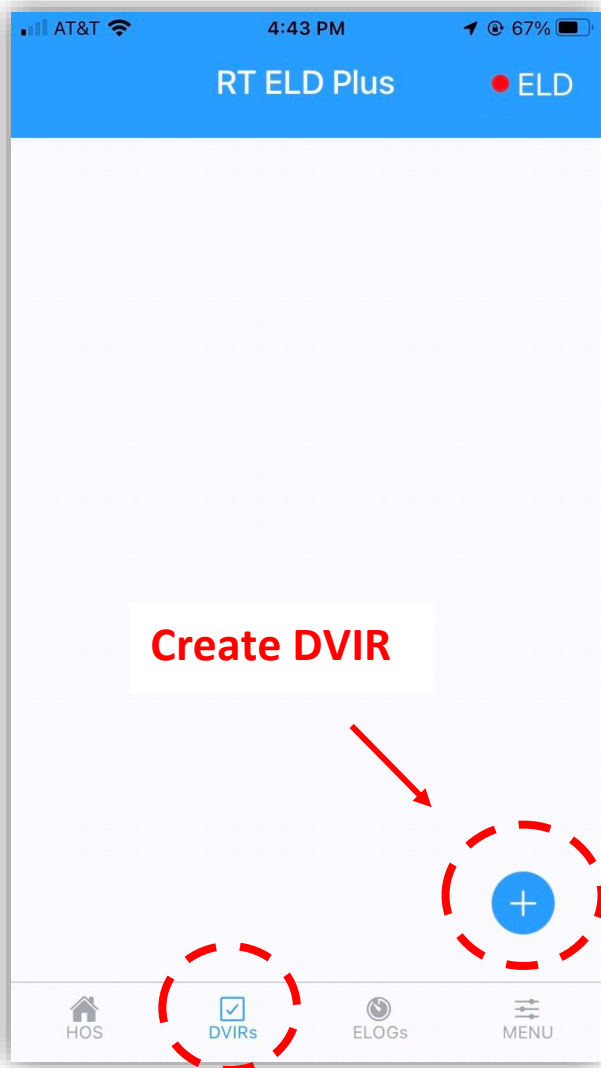 AT&T 4:43 PM 67%
RT ELD Plus ELD
Create DVIR
HOS DVIRs ELOGs MENU